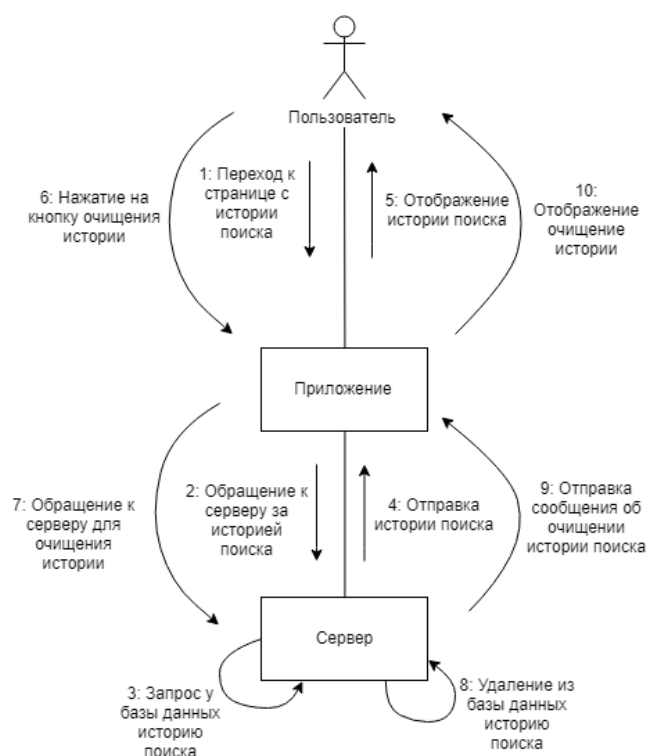 Пользователь
6: Нажатие на
кнопку очищения
истории
1: Переход к
странице с
истории
поиска
5: Отображение
истории поиска
10:
Отображение
очищение
истории
Приложение
7: Обращение к
серверу для
очищения
истории
2: Обращение к
серверу за
историей
поиска
4: Отправка
истории поиска
9: Отправка
сообщения об
очищении
истории поиска
Сервер
3: Запрос у
базы данных
историю
поиска
8: Удаление из
базы данных
историю
поиска